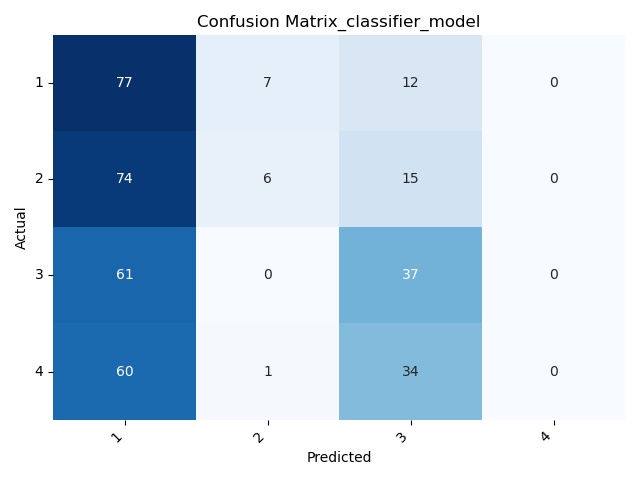 Confusion Matrix_classifier_model
Actual
1 77 7 12 0
2 74 6 15 0
3 61 0 37 0
4 60 1 34 0
1 2 3 4
Predicted